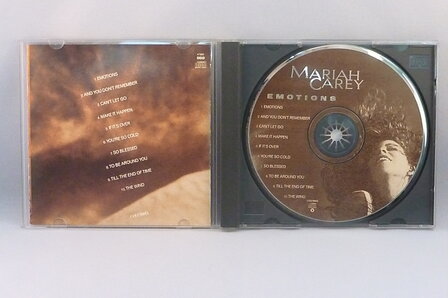 1. EMOTIONS
2. AND YOU DON'T REMEMBER
3. CAN'T LET GO
4. MAKE IT HAPPEN
5. IF IT'S OVER
6. YOU'RE SO COLD
7. SO BLESSED
8. TO BE AROUND YOU
9. TILL THE END OF TIME
10. THE WIND
MARIAH
CAREY
EMOTIONS
1. EMOTIONS
2. AND YOU DON'T REMEMBER
3. CAN'T LET GO
4. MAKE IT HAPPEN
5. IF IT'S OVER
6. YOU'RE SO COLD
7. SO BLESSED
8. TO BE AROUND YOU
9. TILL THE END OF TIME
10. THE WIND